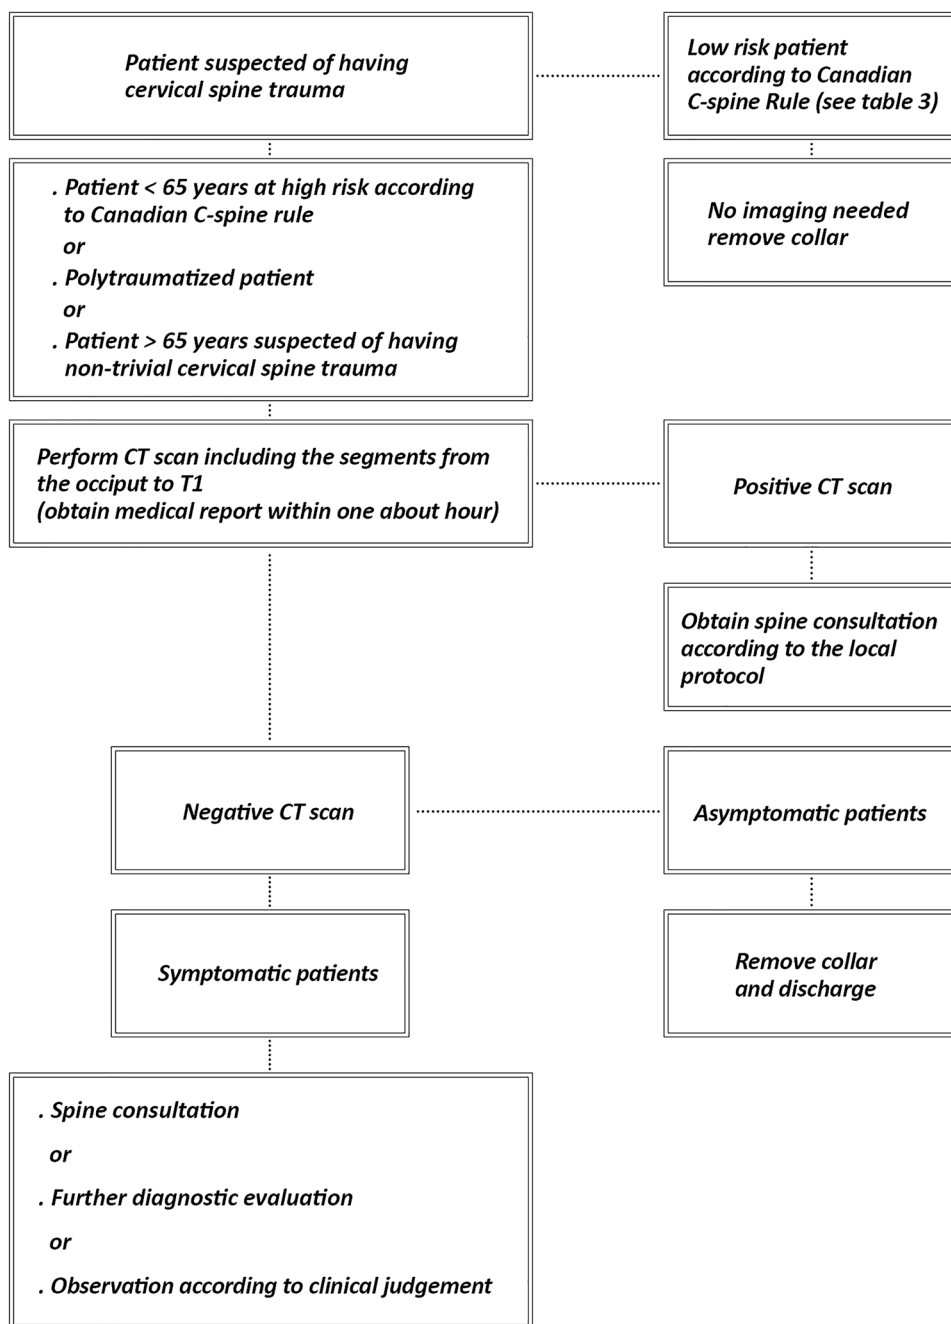 Patient suspected of having
cervical spine trauma
Low risk patient
according to Canadian
C-spine Rule (see table 3)
. Patient < 65 years at high risk according
to Canadian C-spine rule
or
. Polytraumatized patient
or
. Patient > 65 years suspected of having
non-trivial cervical spine trauma
No imaging needed
remove collar
Perform CT scan including the segments from
the occiput to T1
(obtain medical report within one about hour)
Positive CT scan
Obtain spine consultation
according to the local
protocol
Negative CT scan
Asymptomatic patients
Symptomatic patients
Remove collar
and discharge
. Spine consultation
or
. Further diagnostic evaluation
or
. Observation according to clinical judgement